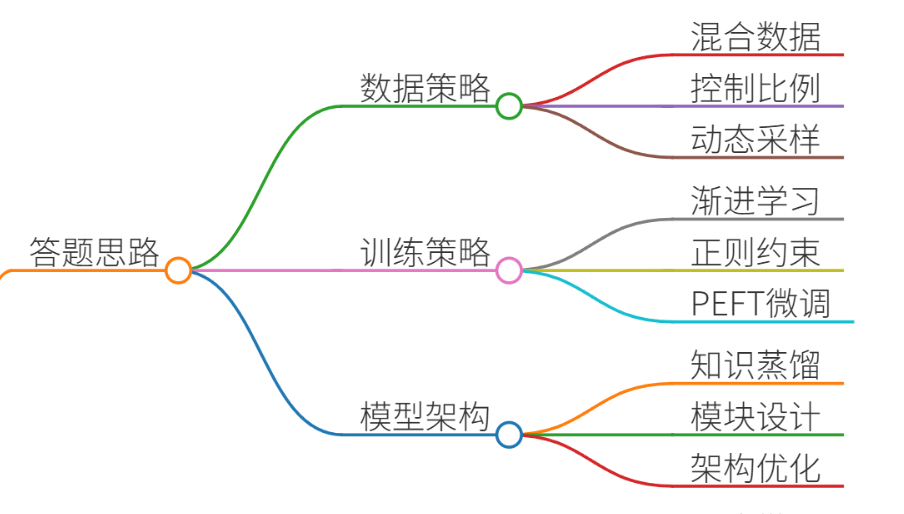 答题思路
数据策略
混合数据
控制比例
动态采样
训练策略
渐进学习
正则约束
PEFT微调
模型架构
知识蒸馏
模块设计
架构优化